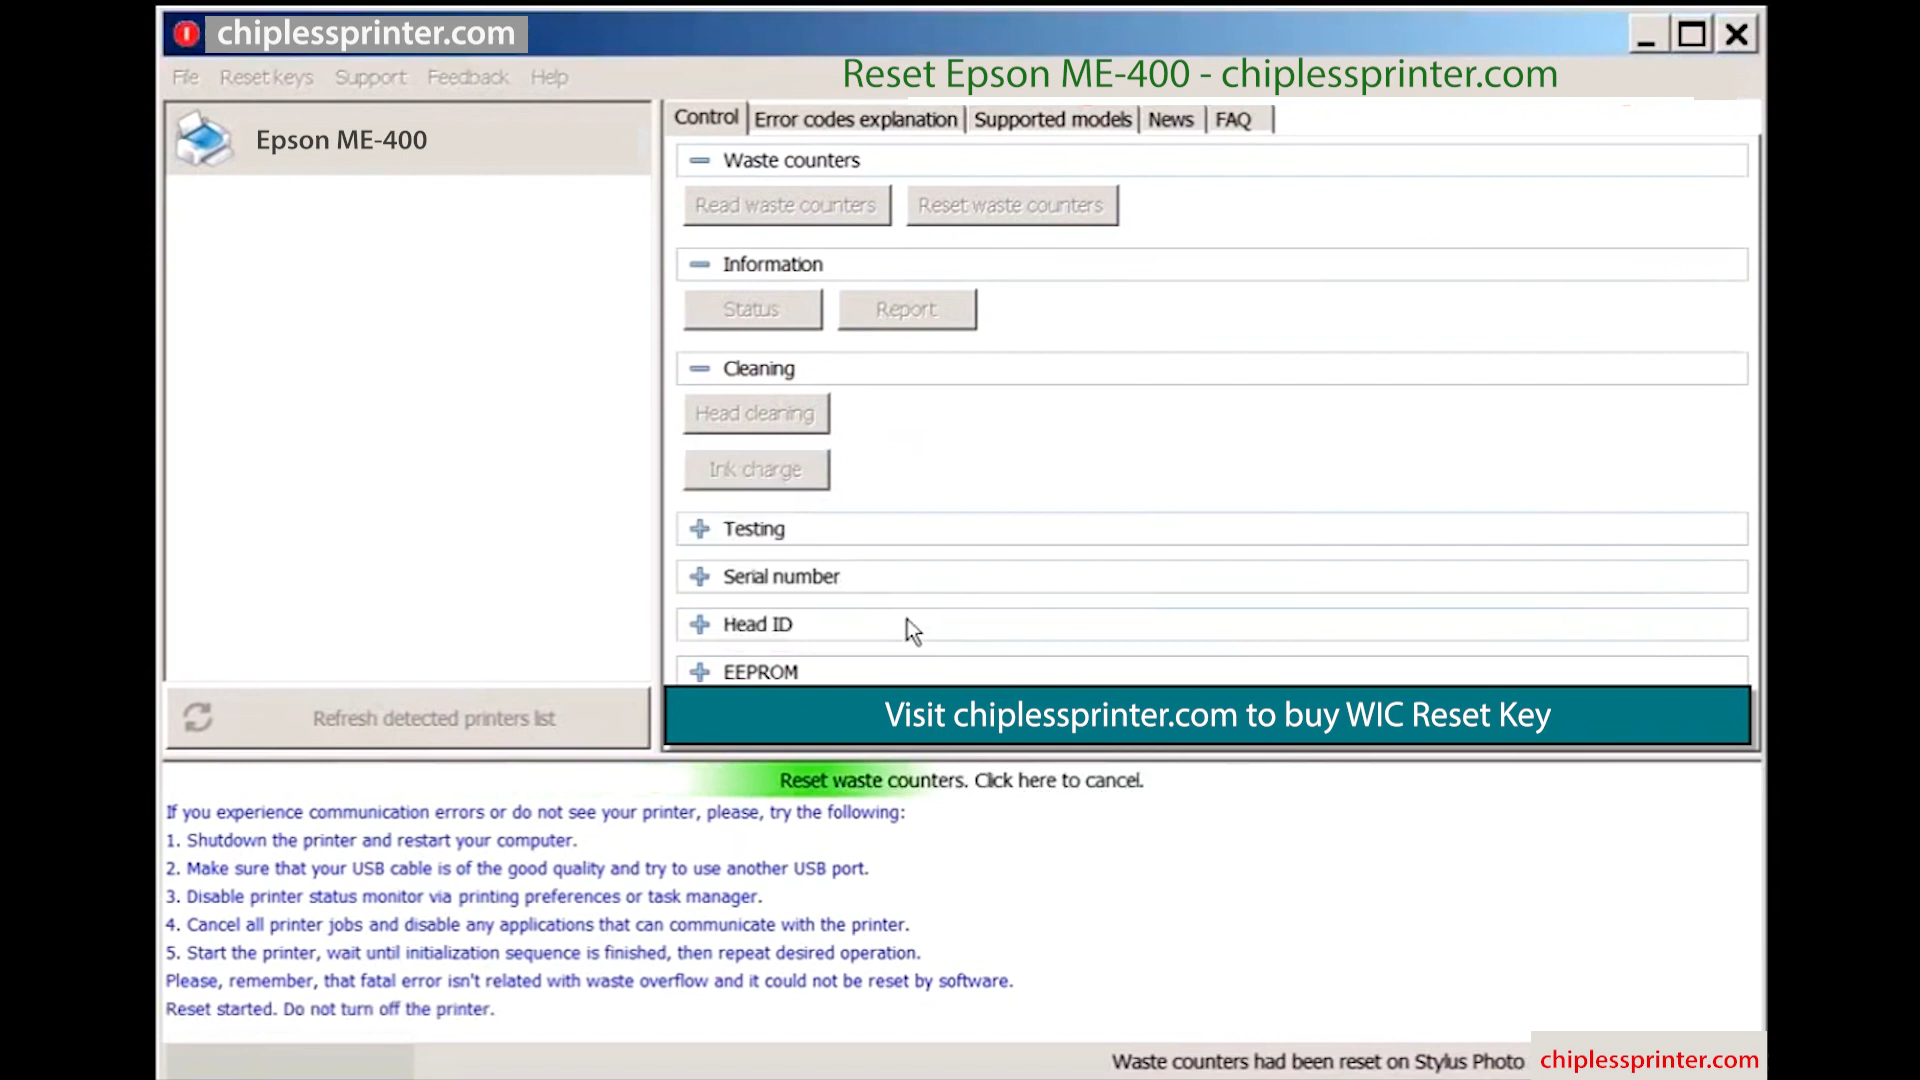 chiplessprinter.com
File Reset keys Support Feedback Help
Reset Epson ME-400 - chiplessprinter.com
Epson ME-400
Control Error codes explanation Supported models News FAQ
Waste counters
Read waste counters Reset waste counters
Information
Status Report
Cleaning
Head cleaning
Ink charge
Testing
Serial number
Head ID
EEPROM
Refresh detected printers list
Visit chiplessprinter.com to buy WIC Reset Key
Reset waste counters. Click here to cancel.
If you experience communication errors or do not see your printer, please, try the following:
1. Shutdown the printer and restart your computer.
2. Make sure that your USB cable is of the good quality and try to use another USB port.
3. Disable printer status monitor via printing preferences or task manager.
4. Cancel all printer jobs and disable any applications that can communicate with the printer.
5. Start the printer, wait until initialization sequence is finished, then repeat desired operation.
Please, remember, that fatal error isn't related with waste overflow and it could not be reset by software.
Reset started. Do not turn off the printer.
Waste counters had been reset on Stylus Photo
chiplessprinter.com